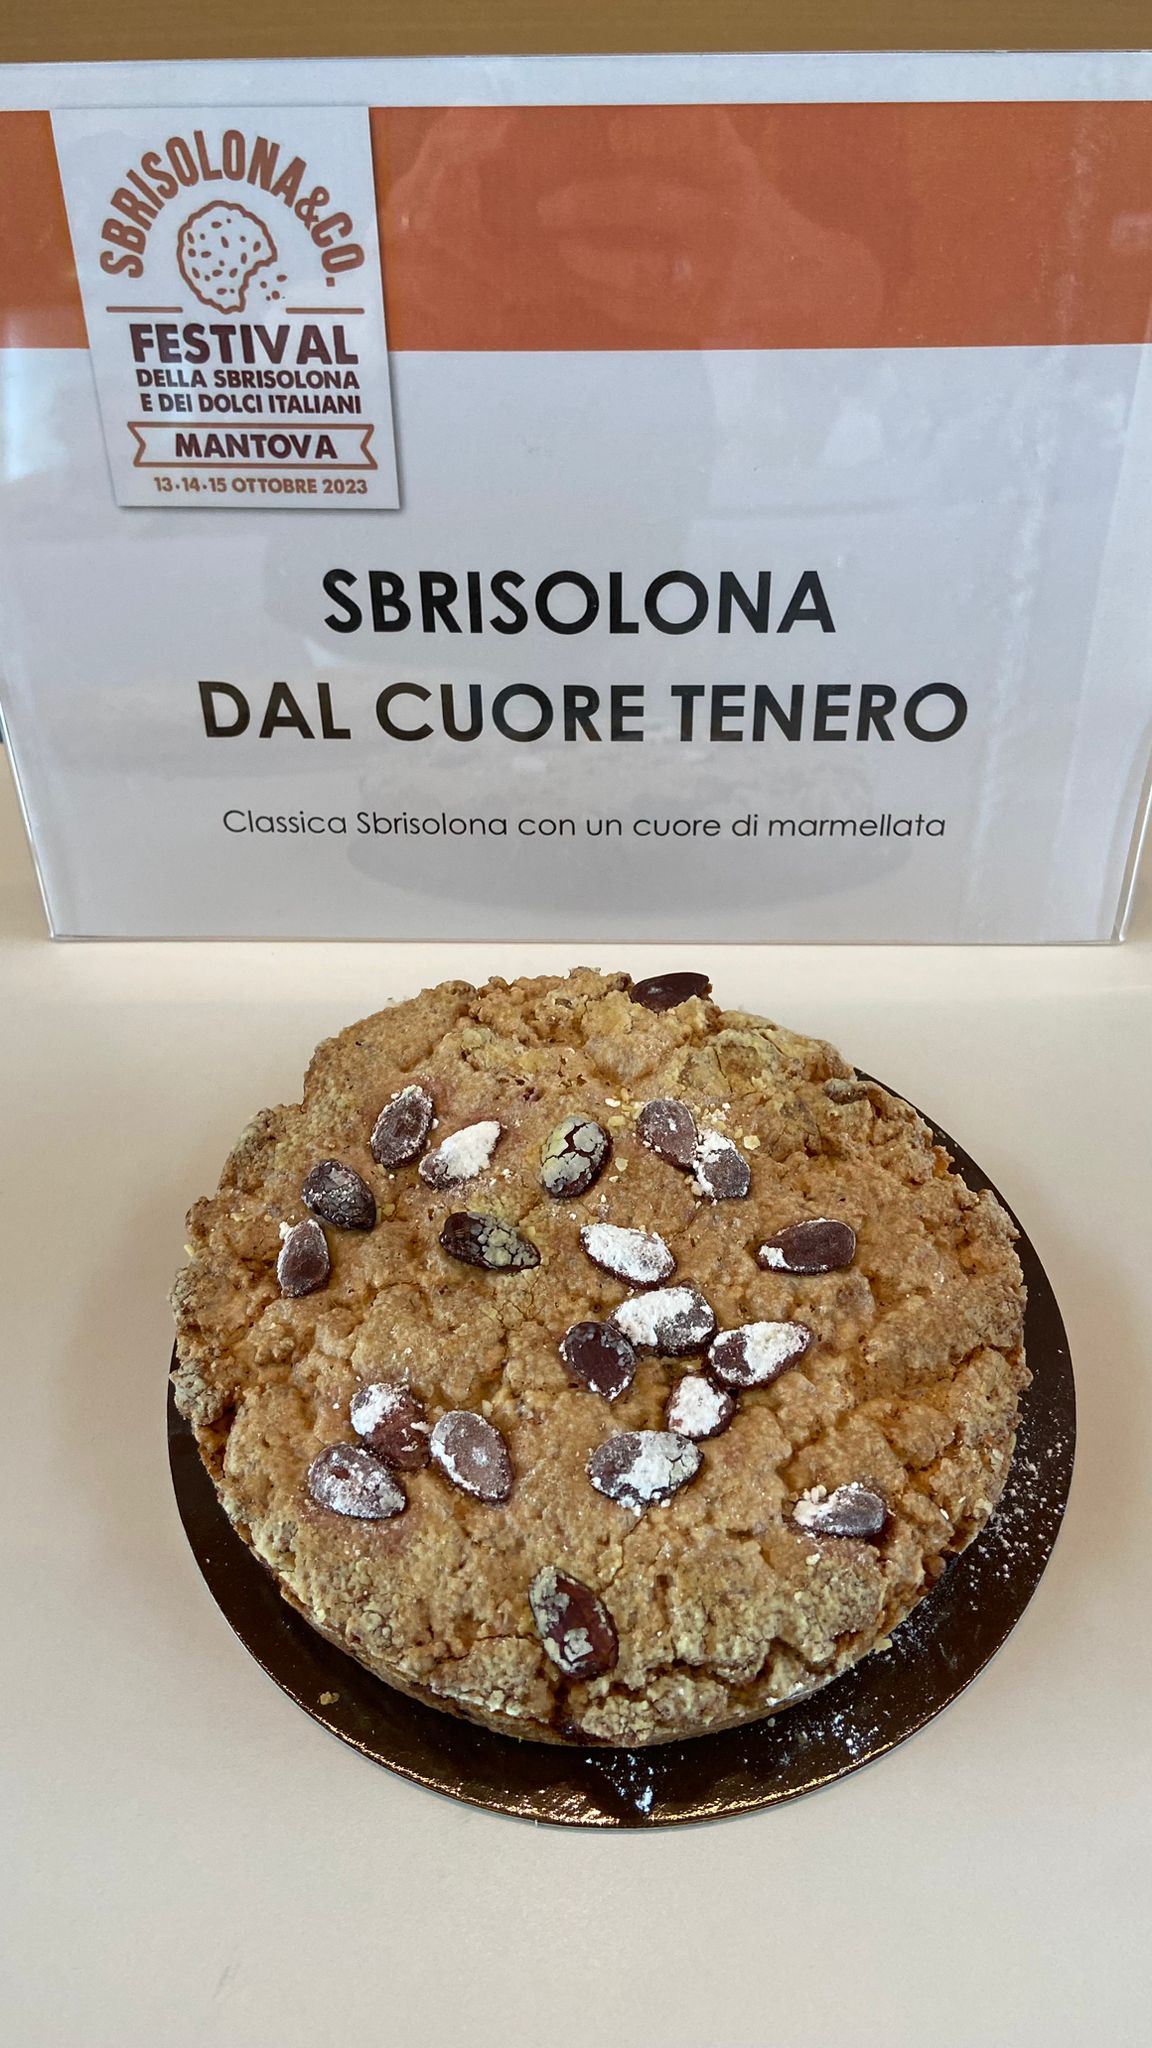 SBRISOLONA&CO.
FESTIVAL
DELLA SBRISOLONA
E DEI DOLCI ITALIANI
MANTOVA
13•14•15 OTTOBRE 2023
SBRISOLONA
DAL CUORE TENERO
Classica Sbrisolona con un cuore di marmellata